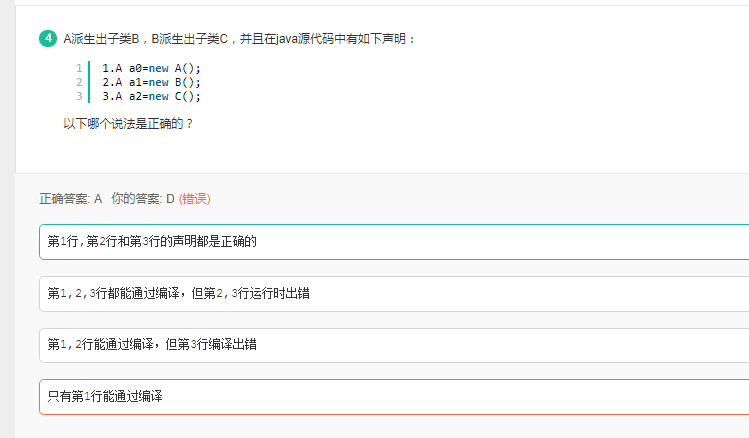 4 A派生出子类B，B派生出子类C，并且在java源代码中有如下声明：
1 1.A a0=new A();
2 2.A a1=new B();
3 3.A a2=new C();
以下哪个说法是正确的？
正确答案: A 你的答案: D (错误)
第1行,第2行和第3行的声明都是正确的
第1,2,3行都能通过编译，但第2,3行运行时出错
第1,2行能通过编译，但第3行编译出错
只有第1行能通过编译